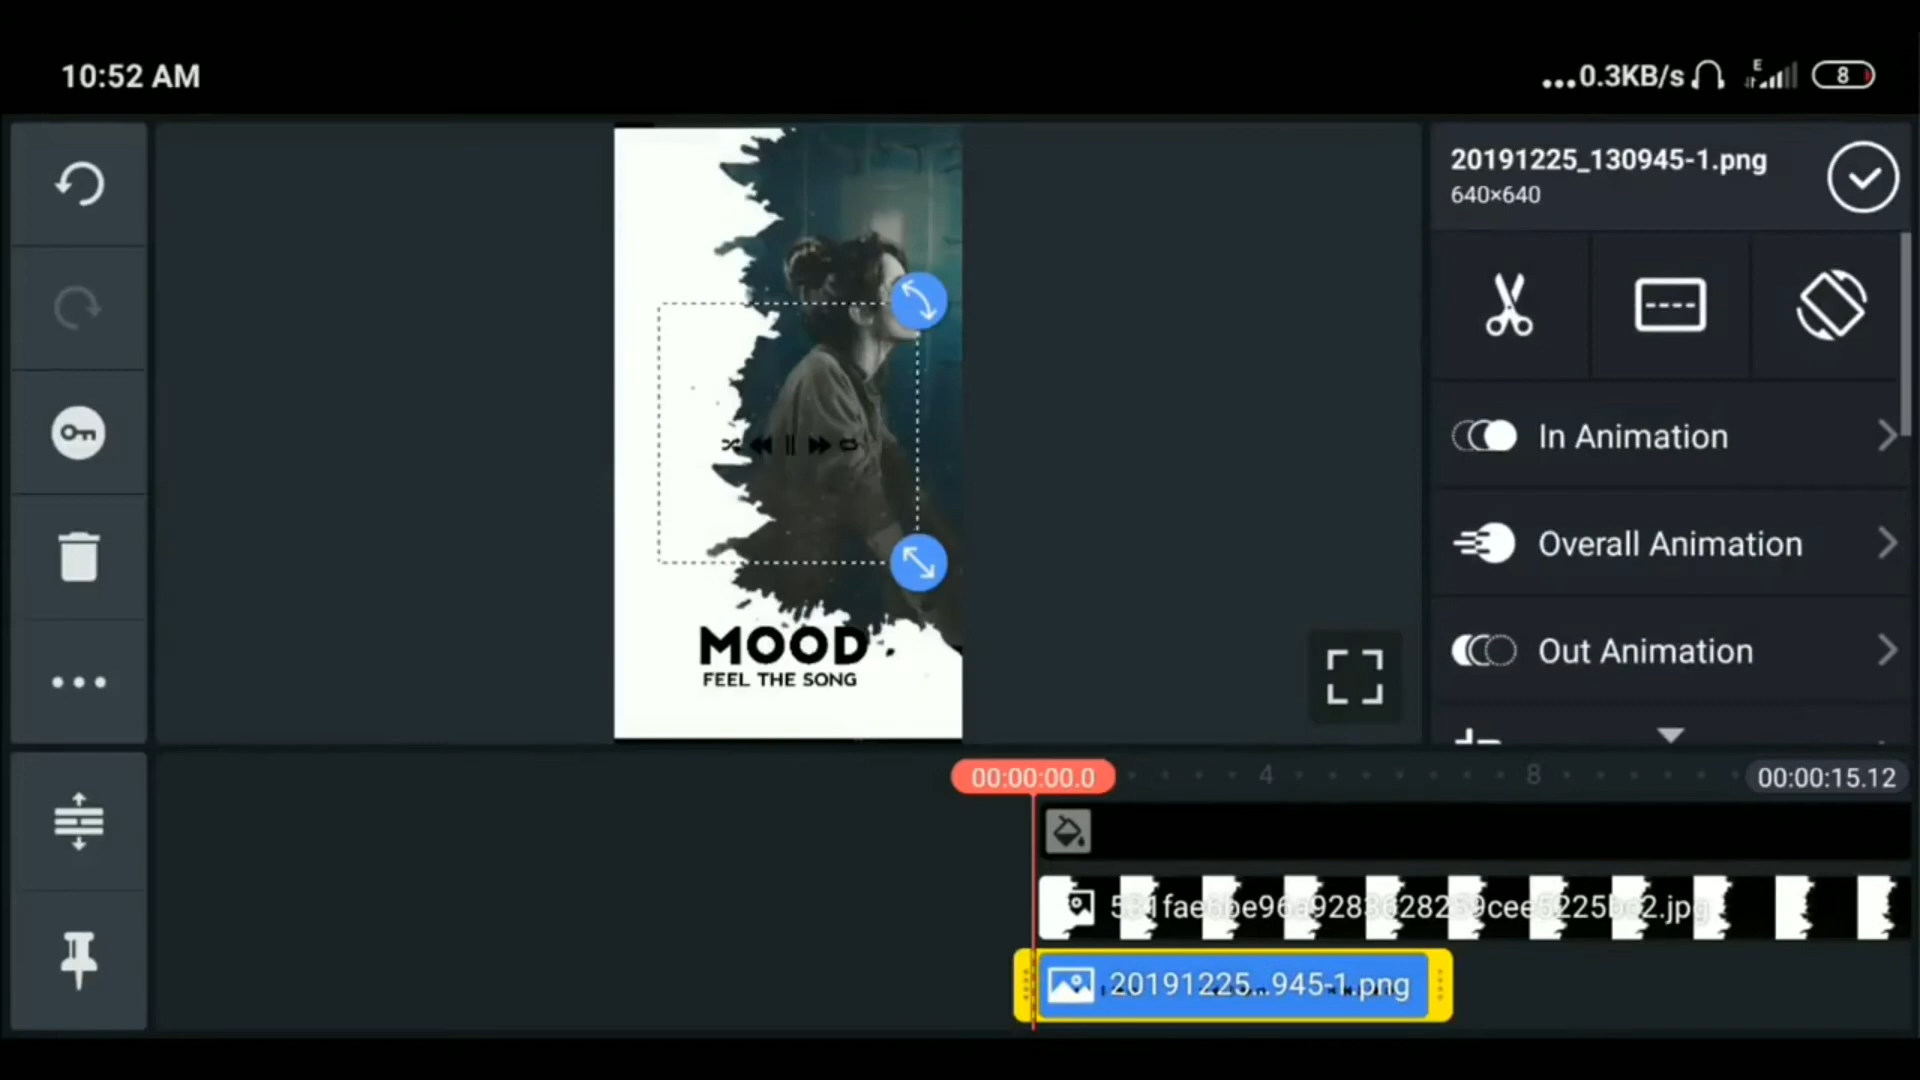 10:52 AM
...0.3KB/s
E
8
20191225_130945-1.png
640×640
In Animation
Overall Animation
Out Animation
MOOD
FEEL THE SONG
00:00:00.0
4
8
00:00:15.12
20191225...945-1.png